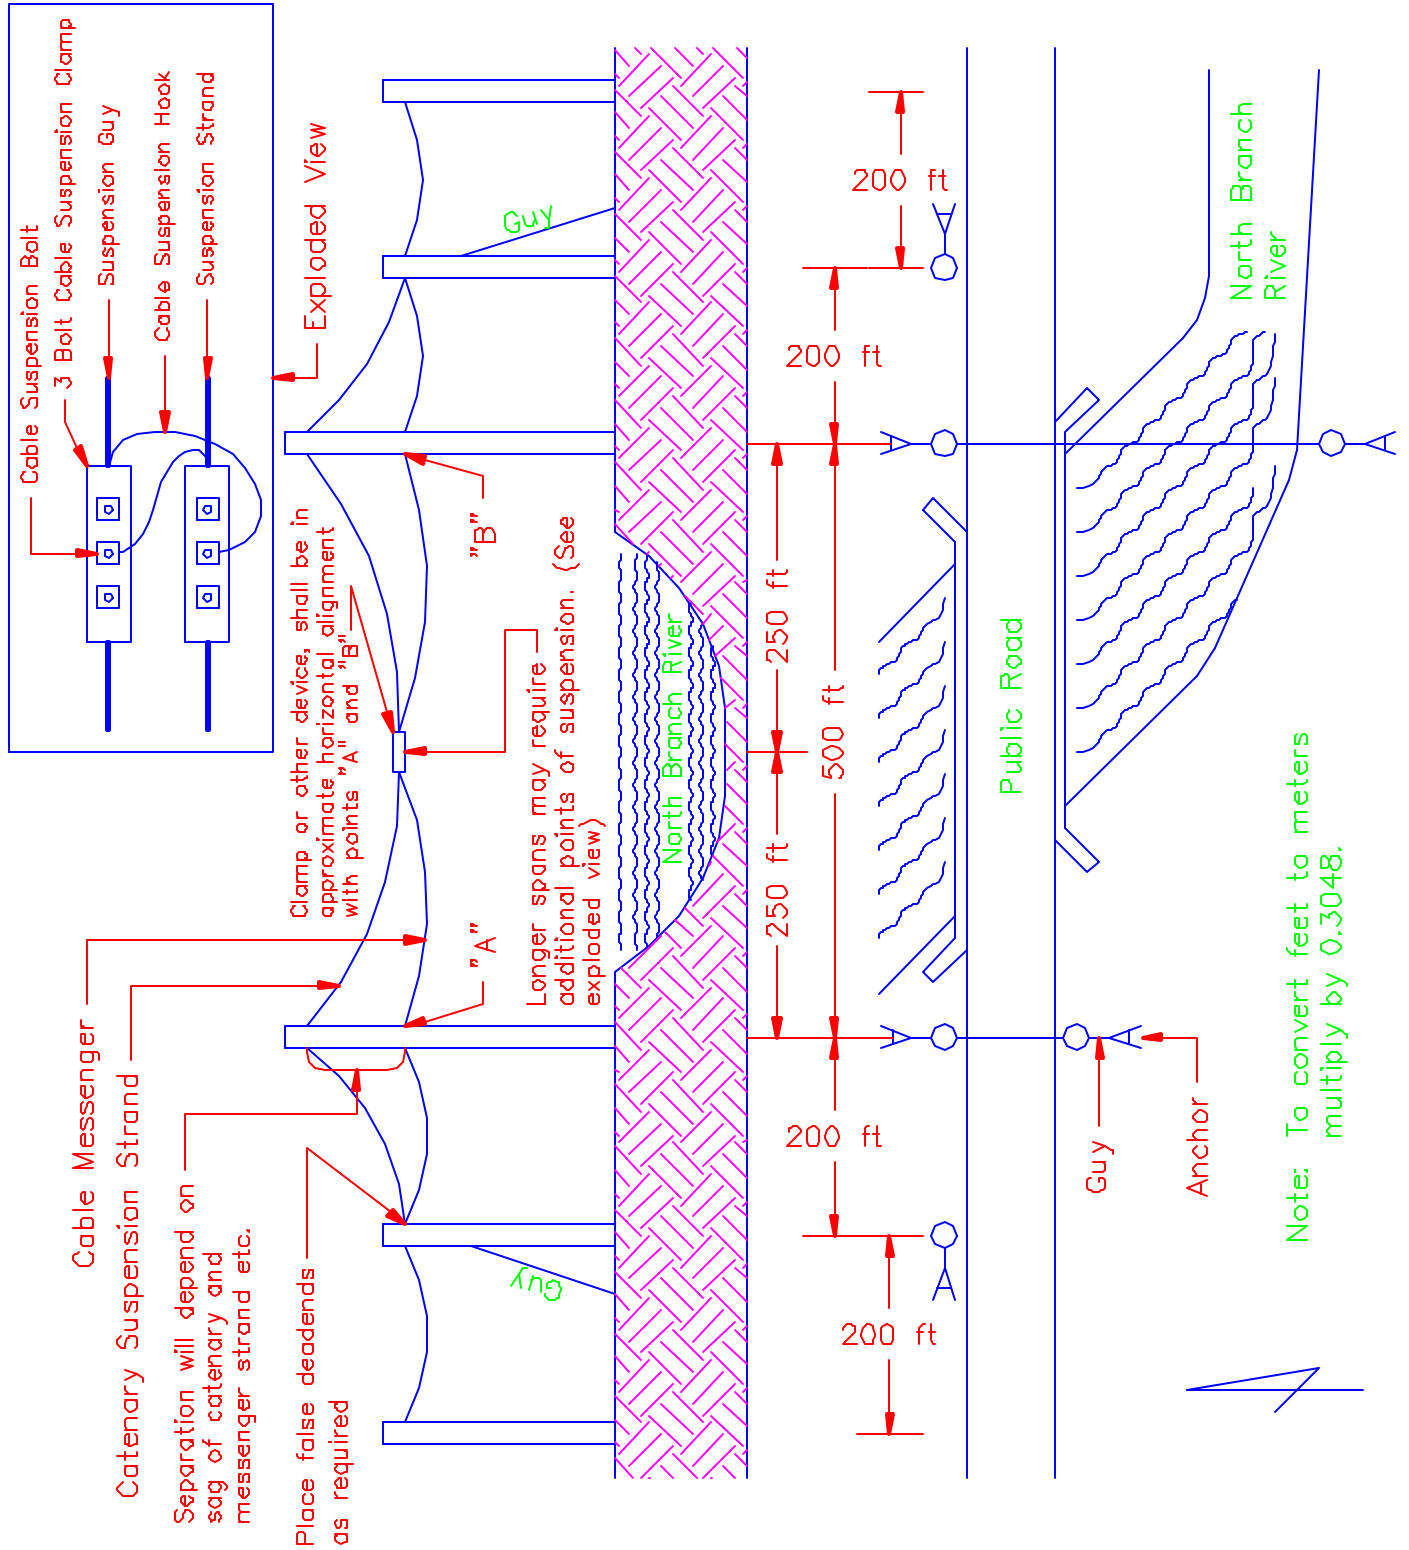 Cable Suspension Bolt
3 Bolt Cable Suspension Clamp
Suspension Guy
Cable Suspension Hook
Suspension Strand
Exploded View
Cable Messenger
Catenary Suspension Strand
Separation will depend on
sag of catenary and
messenger strand etc.
Place false deadends
as required
Clamp or other device, shall be in
approximate horizontal alignment
with points "A" and "B"
"A"
"B"
Longer spans may require
additional points of suspension. (See
exploded view)
Guy
Guy
North Branch River
200 ft
200 ft
250 ft
250 ft
500 ft
200 ft
200 ft
Public Road
North Branch
River
Guy
Anchor
Note: To convert feet to meters
multiply by 0.3048.